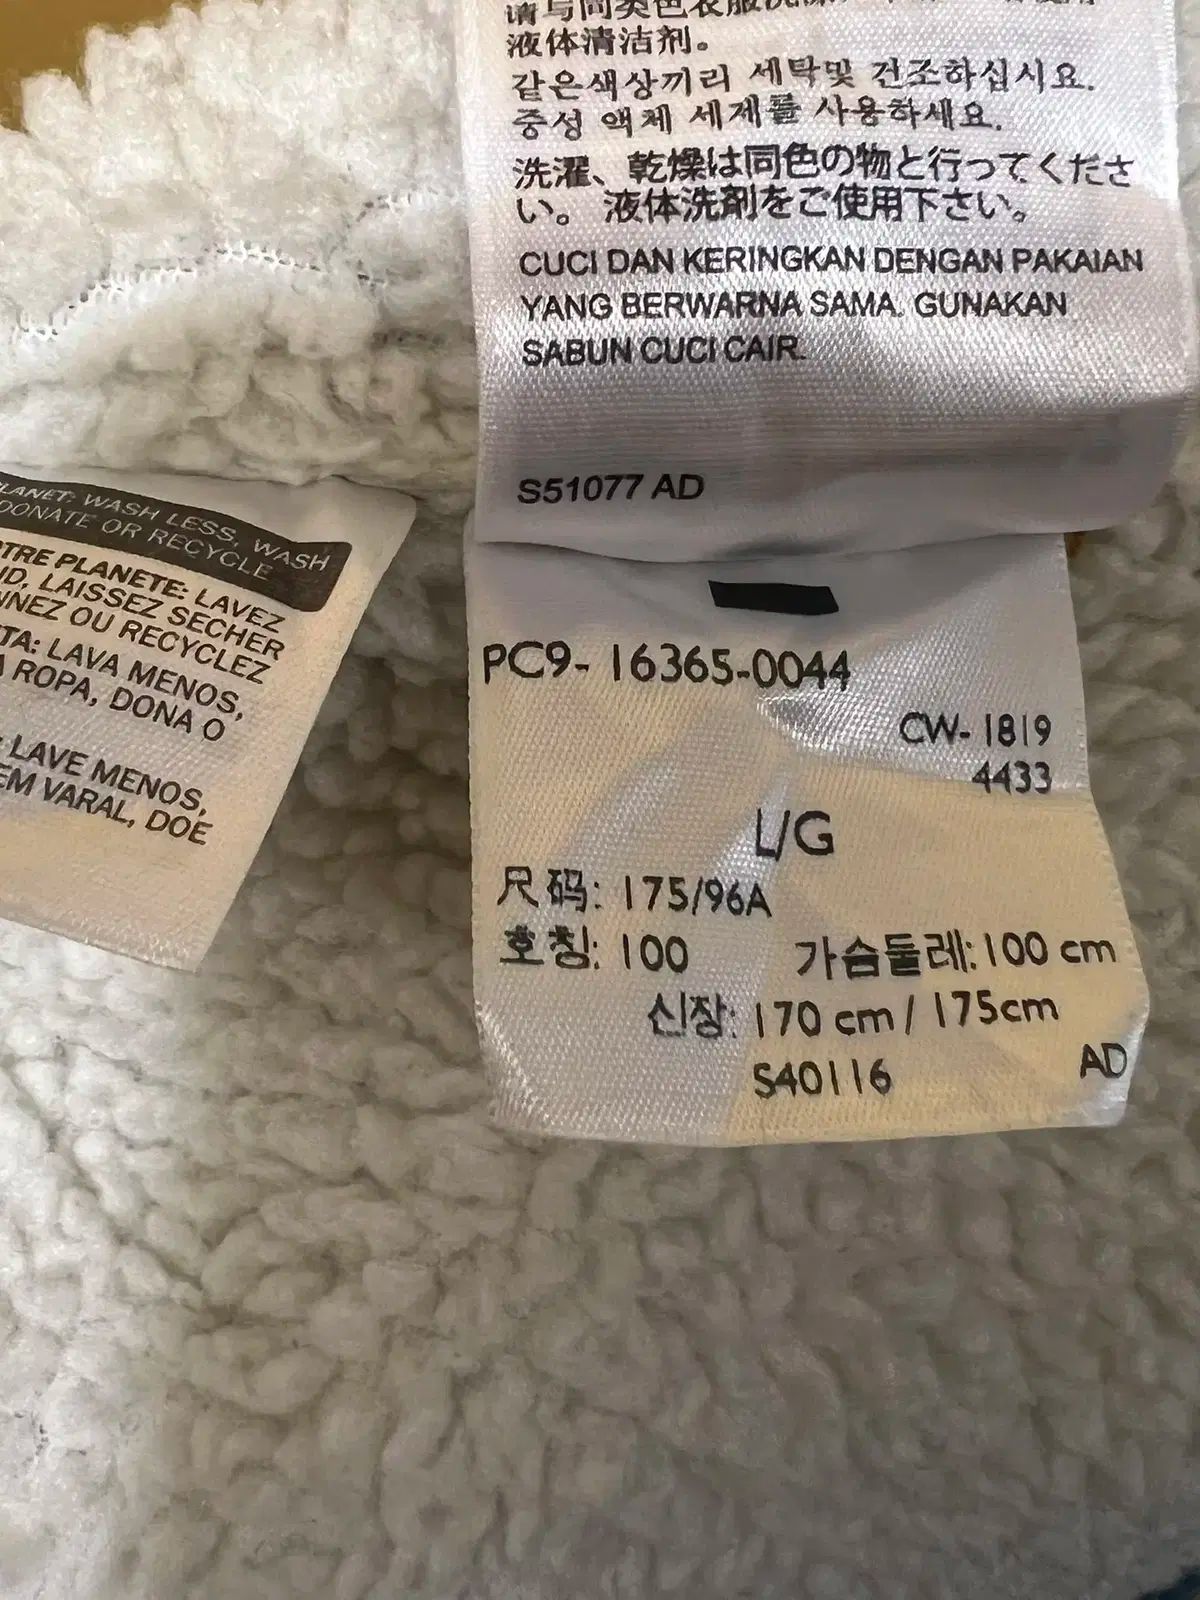 液体清洁剂。
같은색상끼리 세탁및 건조하십시요.
중성 액체 세제를 사용하세요.
洗濯、乾燥は同色の物と行ってくださ
い。 液体洗剤をご使用下さい。
CUCI DAN KERINGKAN DENGAN PAKAIAN
YANG BERWARNA SAMA. GUNAKAN
SABUN CUCI CAIR.
S51077 AD
PLANET: WASH LESS, WASH
DONATE OR RECYCLE
TRE PLANETE: LAVEZ
ID, LAISSEZ SECHER
NNEZ OU RECYCLEZ
TA: LAVA MENOS,
A ROPA, DONA O
: LAVE MENOS,
EM VARAL, DOE
PC9- 16365-0044
CW- 1819
4433
L/G
尺码: 175/96A
호칭: 100 가슴둘레: 100 cm
신장: 170 cm / 175cm
S40116 AD